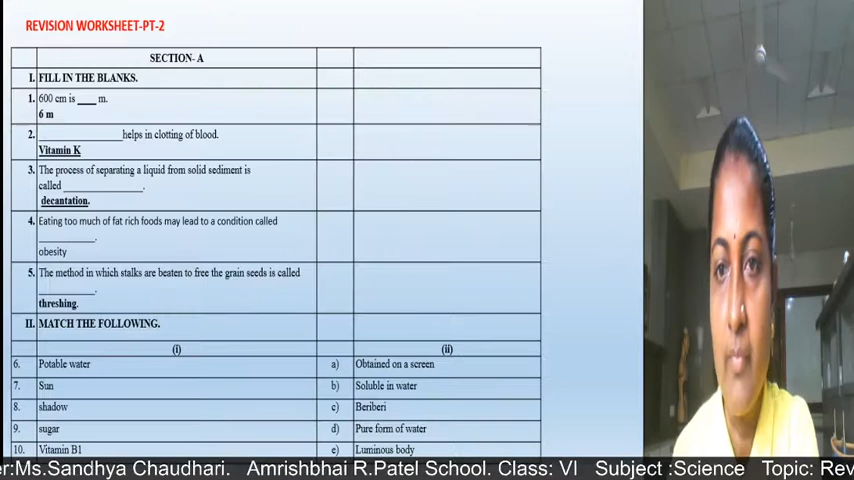 REVISION WORKSHEET-PT-2
SECTION- A
I. FILL IN THE BLANKS.
1. 600 cm is ____ m.
6 m
2. ________________helps in clotting of blood.
Vitamin K
3. The process of separating a liquid from solid sediment is
called _______________.
decantation.
4. Eating too much of fat rich foods may lead to a condition called
___________.
obesity
5. The method in which stalks are beaten to free the grain seeds is called
___________.
threshing.
II. MATCH THE FOLLOWING.
(i) (ii)
6. Potable water a) Obtained on a screen
7. Sun b) Soluble in water
8. shadow c) Beriberi
9. sugar d) Pure form of water
10. Vitamin B1 e) Luminous body
er:Ms.Sandhya Chaudhari. Amrishbhai R.Patel School. Class: VI Subject :Science Topic: Rev